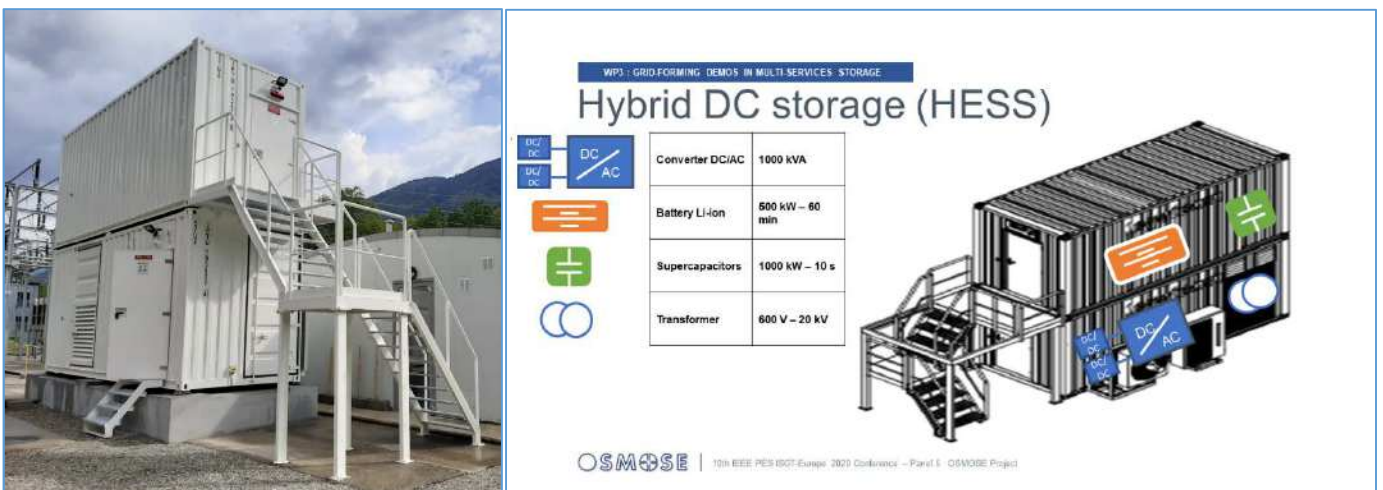 WP3 : GRID-FORMING DEMOS IN MULTI-SERVICES STORAGE
Hybrid DC storage (HESS)
DC/
DC
DC/
DC
DC
AC
Converter DC/AC 1000 kVA
Battery Li-ion 500 kW – 60
min
Supercapacitors 1000 kW – 10 s
Transformer 600 V – 20 kV
DC/
DC
DC/
DC
DC/
AC
OSMOSE 10th IEEE PES ISGT-Europe 2020 Conference – Panel 5 OSMOSE Project